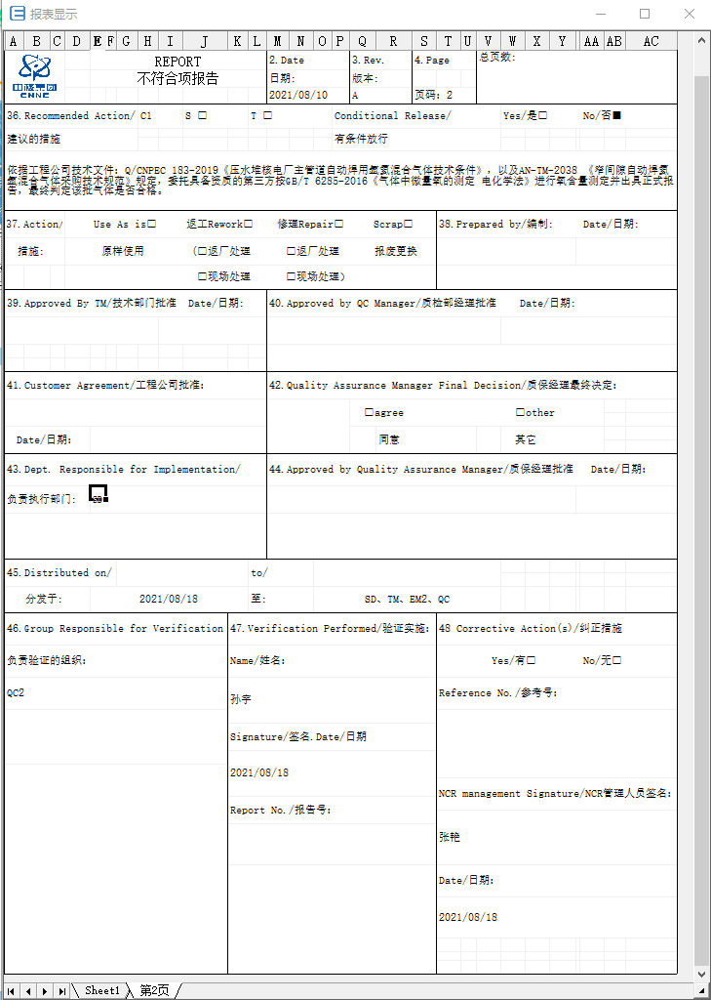 报表显示
A B C D E F G H I J K L M N O P Q R S T U V W X Y AA AB AC
中核集团
CNNC
REPORT
不符合项报告
2.Date
日期:
2021/08/10
3.Rev.
版本:
A
4.Page
页码: 2
总页数:
36.Recommended Action/ C1 S □ T □ Conditional Release/ Yes/是□ No/否■
建议的措施 有条件放行
依据工程公司技术文件: Q/CNPEC 183-2019《压水堆核电厂主管道自动焊用氩氦混合气体技术条件》, 以及AN-TM-2038 《窄间隙自动焊氦
氩混合气体采购技术规范》规定, 委托具备资质的第三方按GB/T 6285-2016《气体中微量氧的测定 电化学法》进行氧含量测定并出具正式报
告, 最终判定该批气体是否合格。
37.Action/ Use As is□ 返工Rework□ 修理Repair□ Scrap□
措施: 原样使用 (□返厂处理 □返厂处理 报废更换
□现场处理 □现场处理)
38.Prepared by/编制: Date/日期:
39.Approved By TM/技术部门批准 Date/日期:
40.Approved by QC Manager/质检部经理批准 Date/日期:
41.Customer Agreement/工程公司批准:
Date/日期:
42.Quality Assurance Manager Final Decision/质保经理最终决定:
□agree □other
同意 其它
43.Dept. Responsible for Implementation/
负责执行部门:
44.Approved by Quality Assurance Manager/质保经理批准 Date/日期:
45.Distributed on/ to/
分发于: 2021/08/18 至: SD、TM、EM2、QC
46.Group Responsible for Verification
负责验证的组织:
QC2
47.Verification Performed/验证实施:
Name/姓名:
孙宇
Signature/签名.Date/日期
2021/08/18
Report No./报告号:
48 Corrective Action(s)/纠正措施
Yes/有□ No/无□
Reference No./参考号:
NCR management Signature/NCR管理人员签名:
张艳
Date/日期:
2021/08/18
Sheet1 第2页